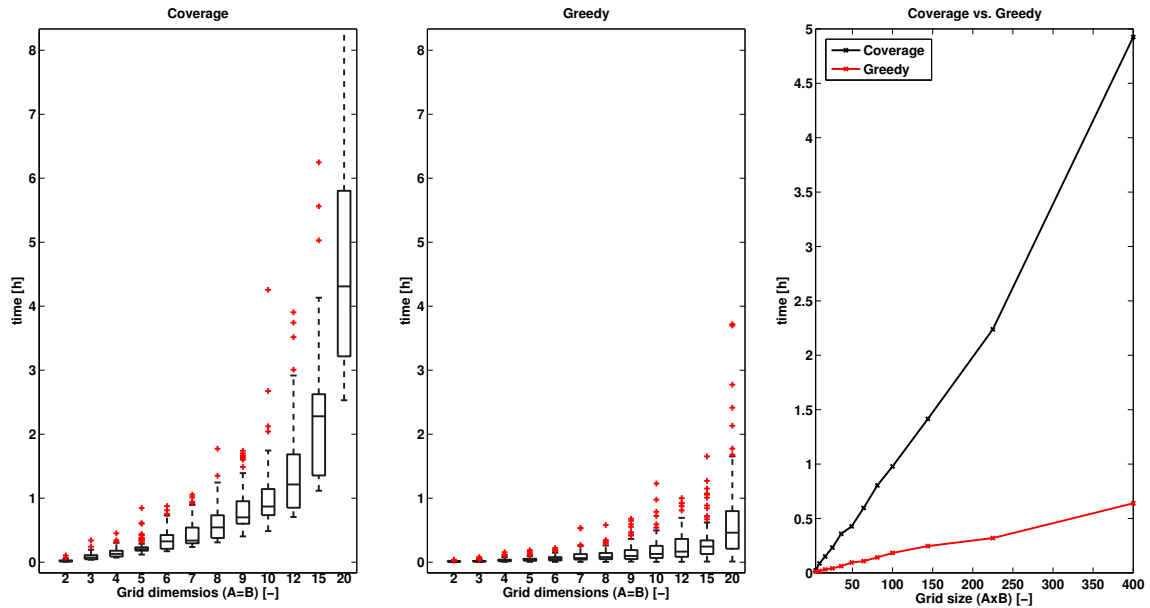 Coverage
8
7
6
5
4
3
2
1
0
time [h]
2 3 4 5 6 7 8 9 10 12 15 20
Grid dimemsios (A=B) [−]
Greedy
8
7
6
5
4
3
2
1
0
time [h]
2 3 4 5 6 7 8 9 10 12 15 20
Grid dimensions (A=B) [−]
Coverage vs. Greedy
Coverage
Greedy
5
4.5
4
3.5
3
2.5
2
1.5
1
0.5
0
time [h]
50 100 150 200 250 300 350 400
Grid size (AxB) [−]